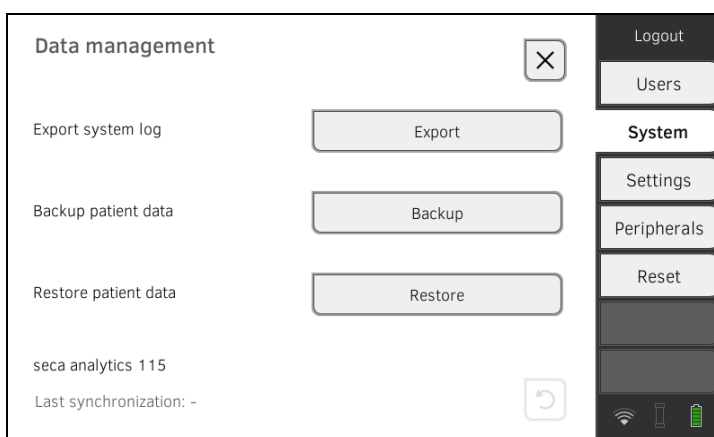 Data management
Logout
Users
Export system log
Export
System
Settings
Backup patient data
Backup
Peripherals
Reset
Restore patient data
Restore
seca analytics 115
Last synchronization: -